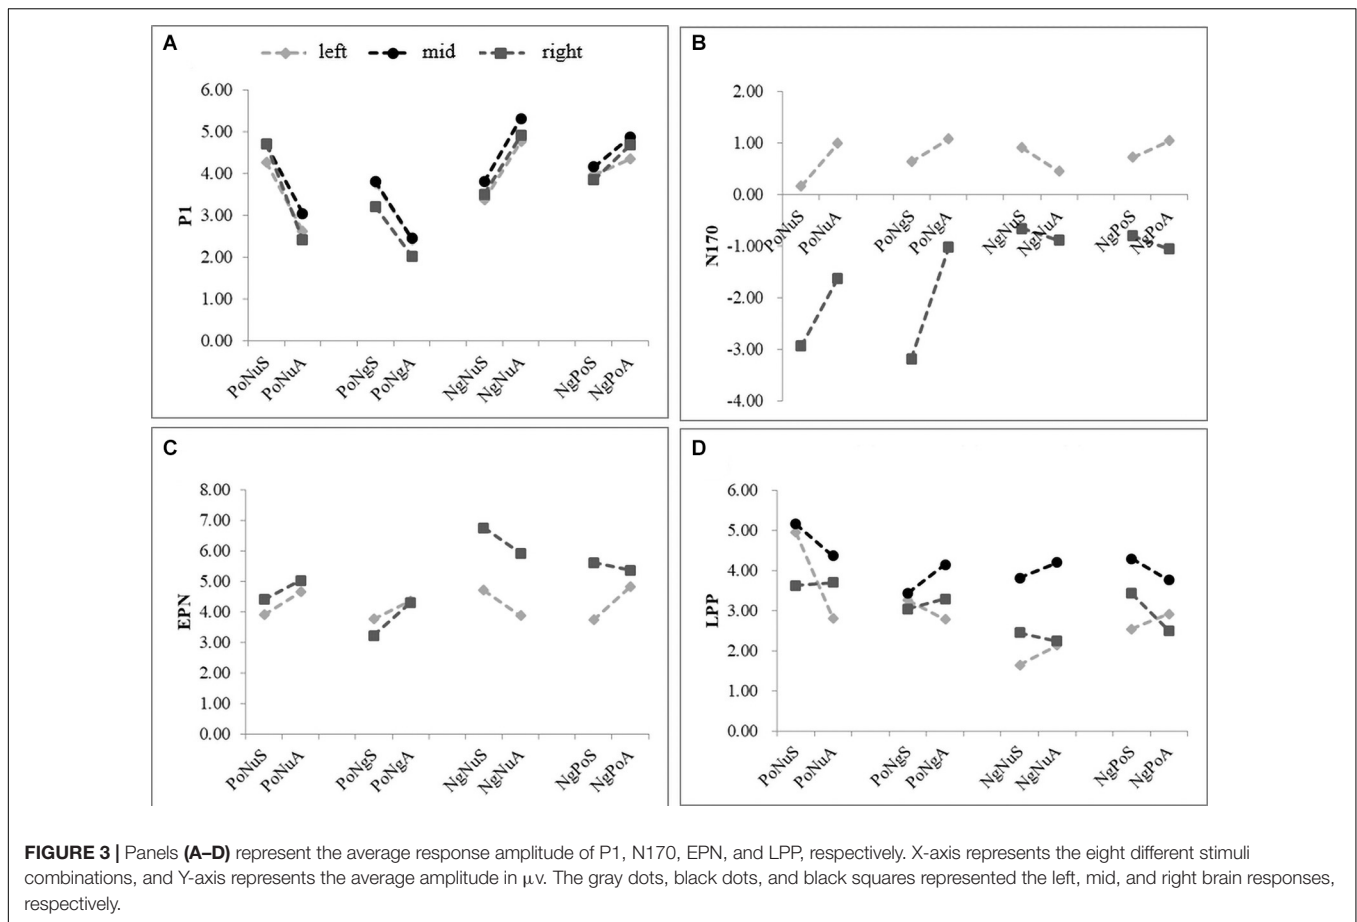 A
left mid right
P1
6.00
5.00
4.00
3.00
2.00
1.00
0.00
PoNuS PoNuA PoNgS PoNgA NgNuS NgNuA NgPoS NgPoA
B
N170
2.00
1.00
0.00
-1.00
-2.00
-3.00
-4.00
PoNuS PoNuA PoNgS PoNgA NgNuS NgNuA NgPoS NgPoA
C
EPN
8.00
7.00
6.00
5.00
4.00
3.00
2.00
1.00
0.00
PoNuS PoNuA PoNgS PoNgA NgNuS NgNuA NgPoS NgPoA
D
LPP
6.00
5.00
4.00
3.00
2.00
1.00
0.00
PoNuS PoNuA PoNgS PoNgA NgNuS NgNuA NgPoS NgPoA
FIGURE 3 | Panels (A–D) represent the average response amplitude of P1, N170, EPN, and LPP, respectively. X-axis represents the eight different stimuli
combinations, and Y-axis represents the average amplitude in μv. The gray dots, black dots, and black squares represented the left, mid, and right brain responses,
respectively.